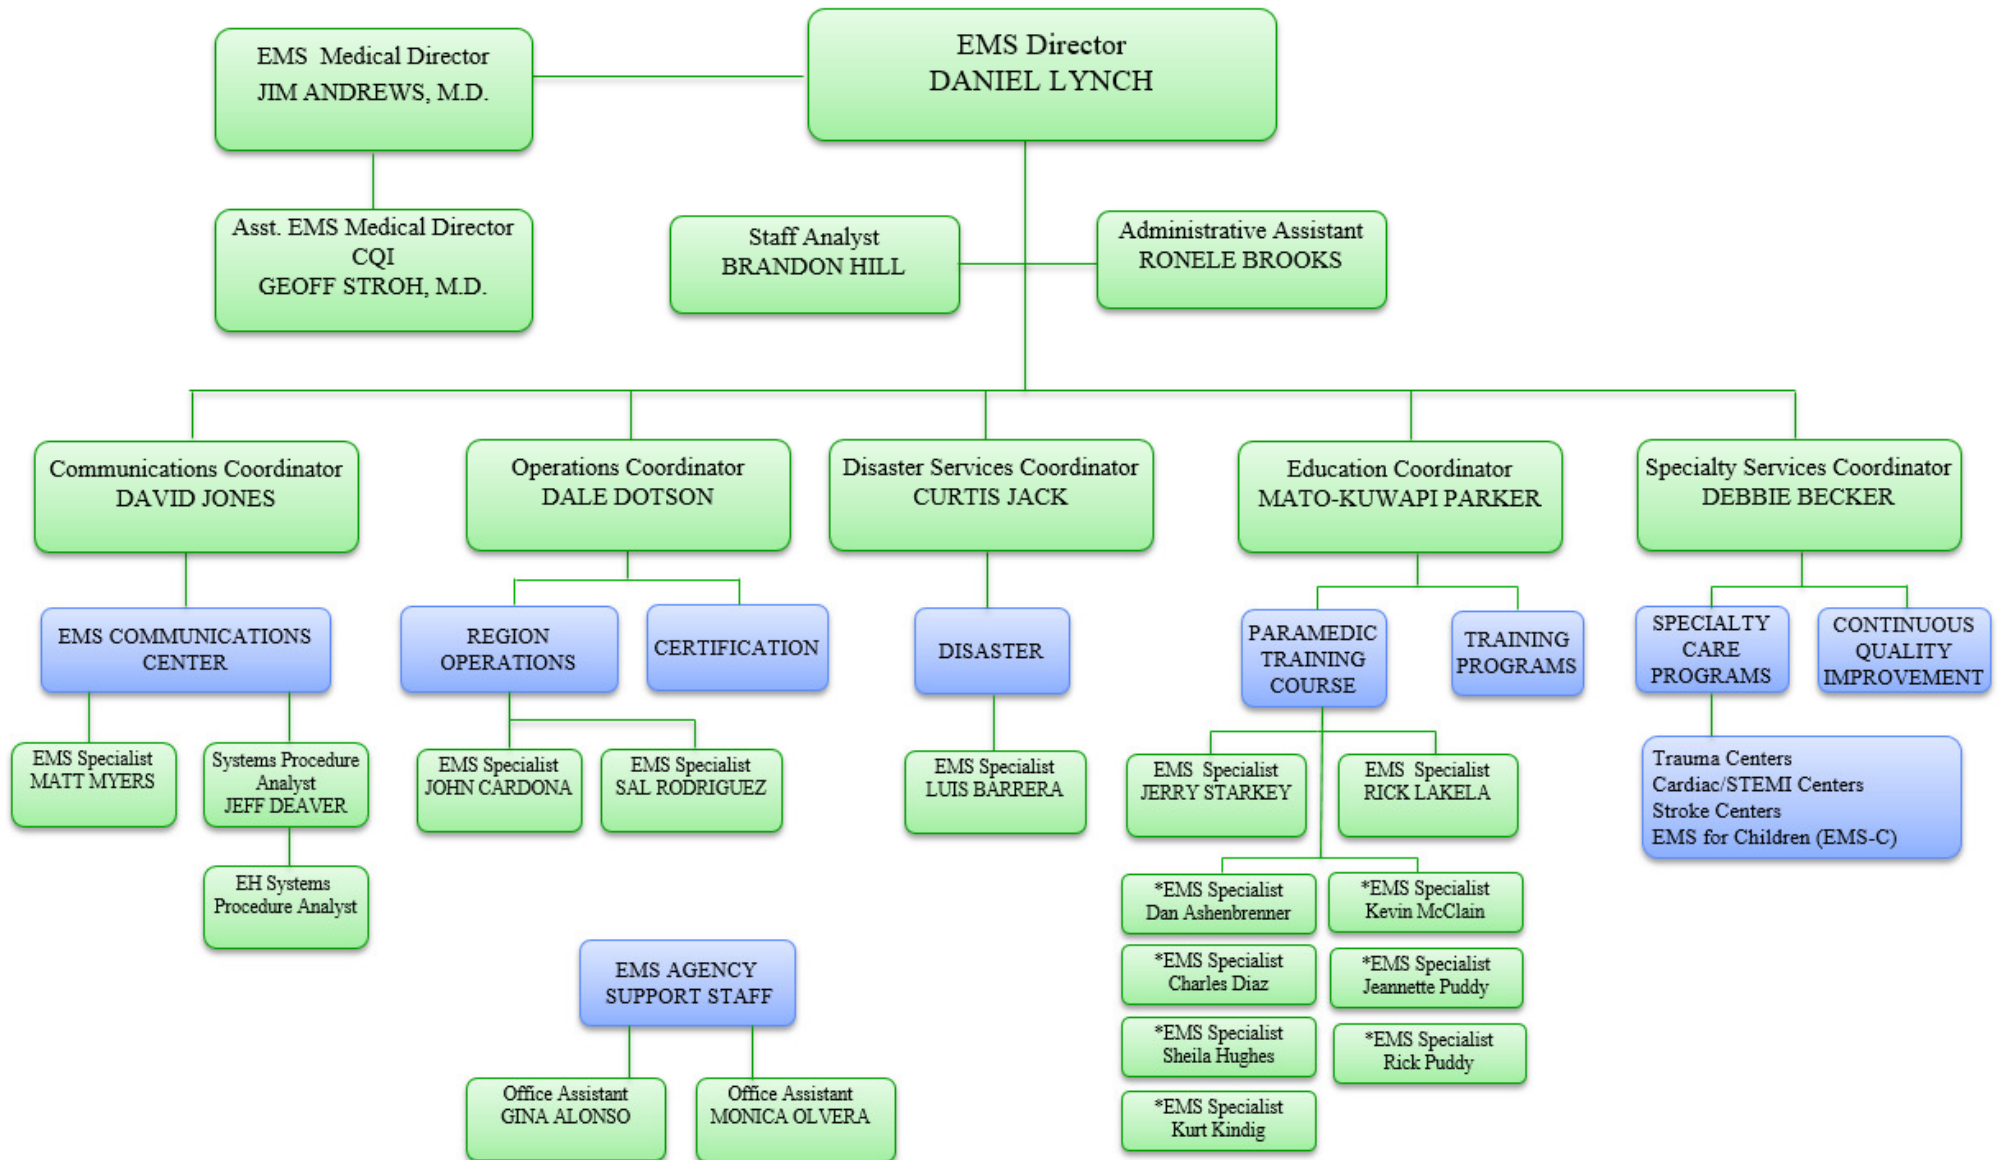 EMS Medical Director
JIM ANDREWS, M.D.
EMS Director
DANIEL LYNCH
Asst. EMS Medical Director
CQI
GEOFF STROH, M.D.
Staff Analyst
BRANDON HILL
Administrative Assistant
RONELE BROOKS
Communications Coordinator
DAVID JONES
Operations Coordinator
DALE DOTSON
Disaster Services Coordinator
CURTIS JACK
Education Coordinator
MATO-KUWAPI PARKER
Specialty Services Coordinator
DEBBIE BECKER
EMS COMMUNICATIONS
CENTER
REGION
OPERATIONS
CERTIFICATION
DISASTER
PARAMEDIC
TRAINING
COURSE
TRAINING
PROGRAMS
SPECIALTY
CARE
PROGRAMS
CONTINUOUS
QUALITY
IMPROVEMENT
EMS Specialist
MATT MYERS
Systems Procedure
Analyst
JEFF DEAVER
EMS Specialist
JOHN CARDONA
EMS Specialist
SAL RODRIGUEZ
EMS Specialist
LUIS BARRERA
EMS Specialist
JERRY STARKEY
EMS Specialist
RICK LAKELA
Trauma Centers
Cardiac/STEMI Centers
Stroke Centers
EMS for Children (EMS-C)
EH Systems
Procedure Analyst
*EMS Specialist
Dan Ashenbrenner
*EMS Specialist
Kevin McClain
*EMS Specialist
Charles Diaz
*EMS Specialist
Jeannette Puddy
*EMS Specialist
Sheila Hughes
*EMS Specialist
Rick Puddy
*EMS Specialist
Kurt Kindig
EMS AGENCY
SUPPORT STAFF
Office Assistant
GINA ALONSO
Office Assistant
MONICA OLVERA